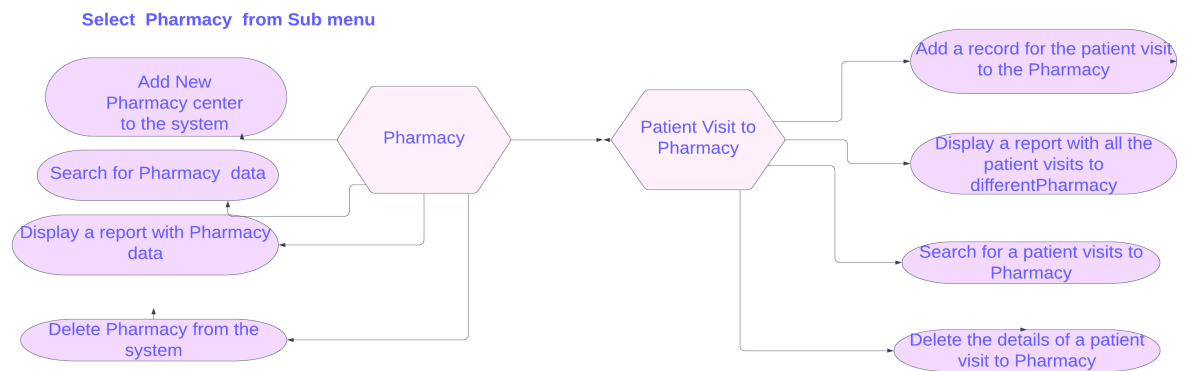 Select  Pharmacy  from Sub menu
Add New
Pharmacy center
to the system
Search for Pharmacy  data
Display a report with Pharmacy
data
Delete Pharmacy from the
system
Pharmacy
Patient Visit to
Pharmacy
Add a record for the patient visit
to the Pharmacy
Display a report with all the
patient visits to
differentPharmacy
Search for a patient visits to
Pharmacy
Delete the details of a patient
visit to Pharmacy